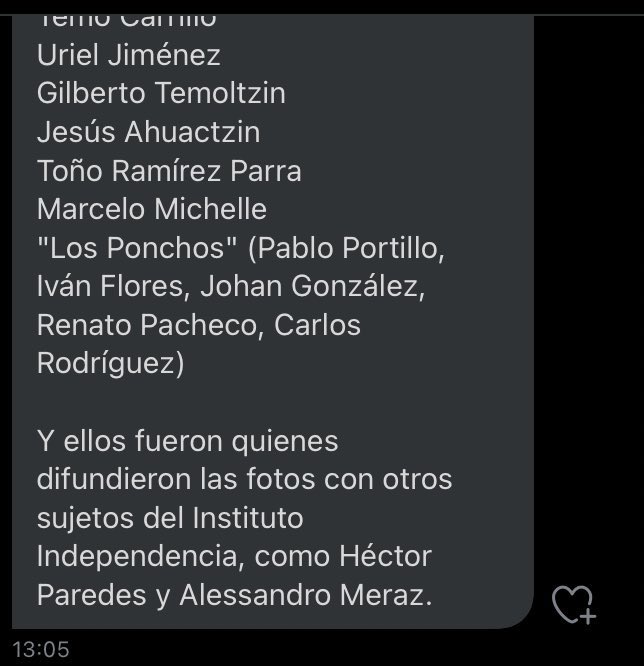 Temo Carrillo
Uriel Jiménez
Gilberto Temoltzin
Jesús Ahuactzin
Toño Ramírez Parra
Marcelo Michelle
"Los Ponchos" (Pablo Portillo,
Iván Flores, Johan González,
Renato Pacheco, Carlos
Rodríguez)
Y ellos fueron quienes
difundieron las fotos con otros
sujetos del Instituto
Independencia, como Héctor
Paredes y Alessandro Meraz.
13:05